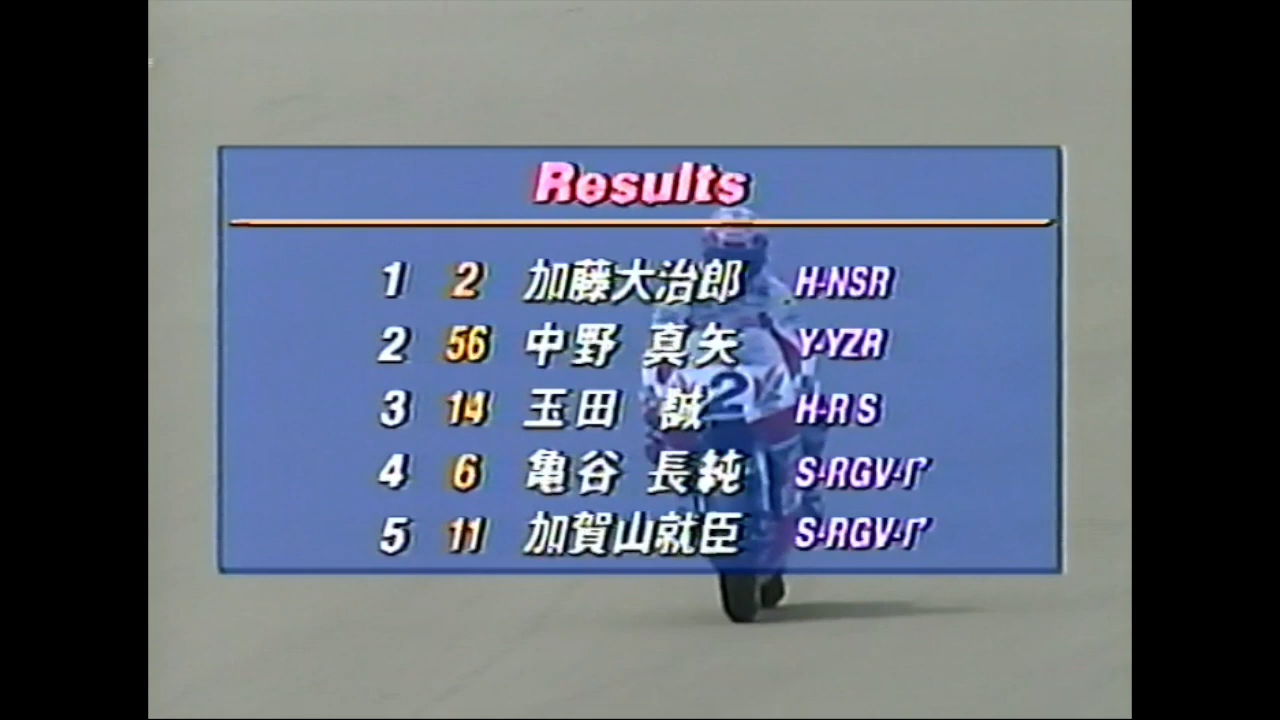 Results
1 2 加藤大治郎 H-NSR
2 56 中野 真矢 Y-YZR
3 14 玉田 誠 H-R S
4 6 亀谷 長純 S-RGV-Γ
5 11 加賀山就臣 S-RGV-Γ
2